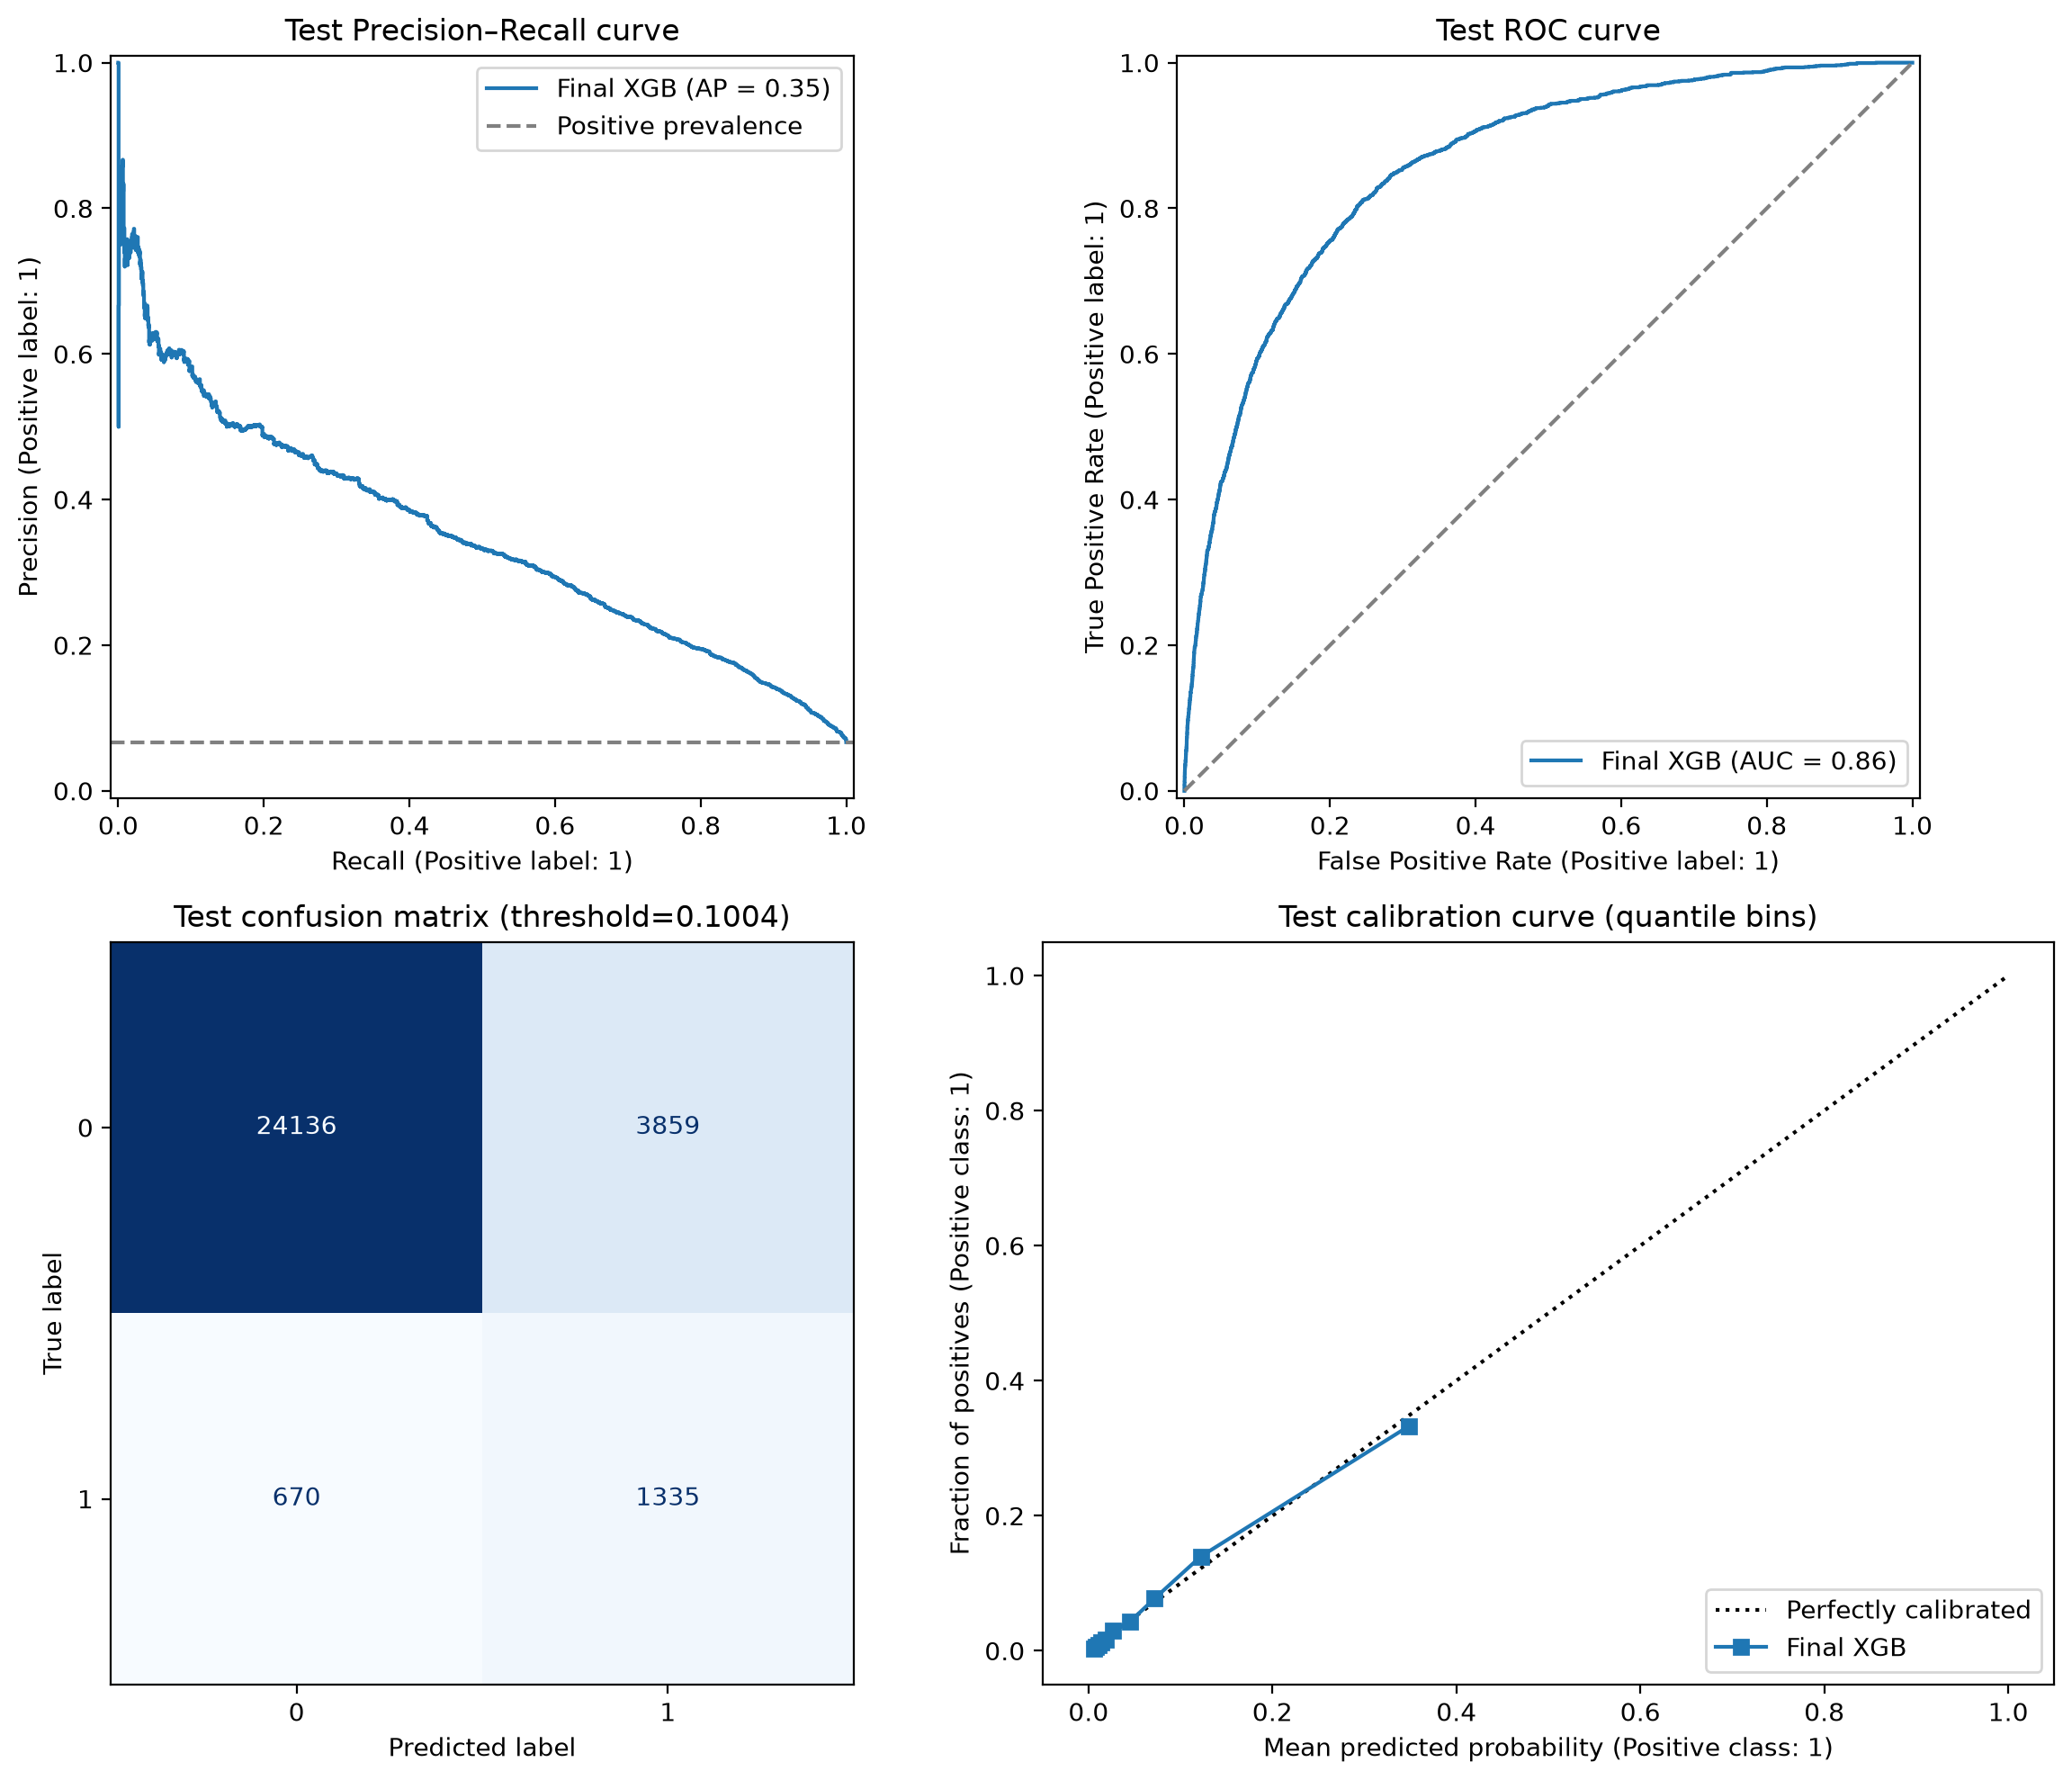 Test Precision–Recall curve
1.0
0.8
0.6
0.4
0.2
0.0
Precision (Positive label: 1)
Final XGB (AP = 0.35)
Positive prevalence
0.0 0.2 0.4 0.6 0.8 1.0
Recall (Positive label: 1)
Test ROC curve
1.0
0.8
0.6
0.4
0.2
0.0
True Positive Rate (Positive label: 1)
Final XGB (AUC = 0.86)
0.0 0.2 0.4 0.6 0.8 1.0
False Positive Rate (Positive label: 1)
Test confusion matrix (threshold=0.1004)
True label
0
24136 3859
1
670 1335
0 1
Predicted label
Test calibration curve (quantile bins)
1.0
0.8
0.6
0.4
0.2
0.0
Fraction of positives (Positive class: 1)
Perfectly calibrated
Final XGB
0.0 0.2 0.4 0.6 0.8 1.0
Mean predicted probability (Positive class: 1)